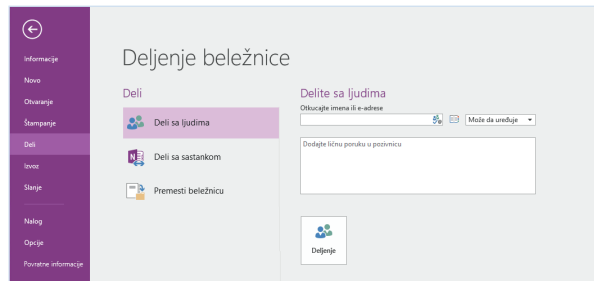 Informacije
Novo
Otvaranje
Štampanje
Deli
Izvoz
Slanje
Nalog
Opcije
Povratne informacije
Deljenje beležnice
Deli
Deli sa ljudima
Deli sa sastankom
Premesti beležnicu
Delite sa ljudima
Otkucajte imena ili e-adrese
Može da uređuje
Dodajte ličnu poruku u pozivnicu
Deljenje